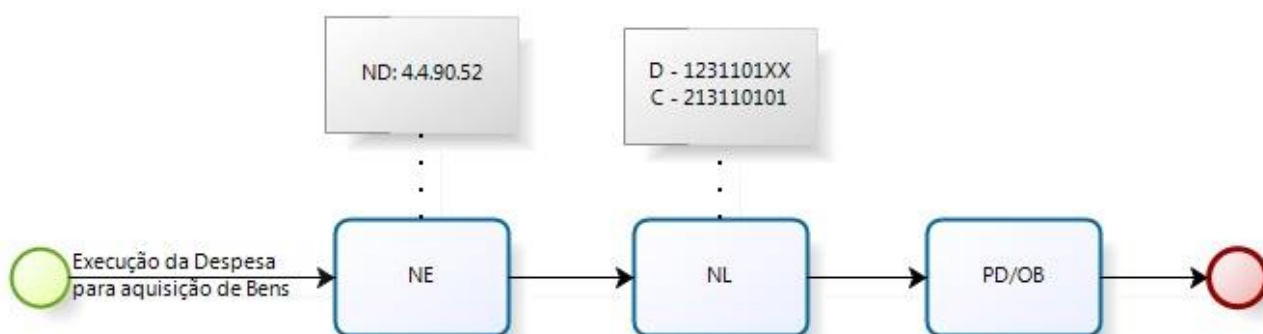 ND: 4.4.90.52
D - 1231101XX
C - 213110101
Execução da Despesa
para aquisição de Bens
NE
NL
PD/OB